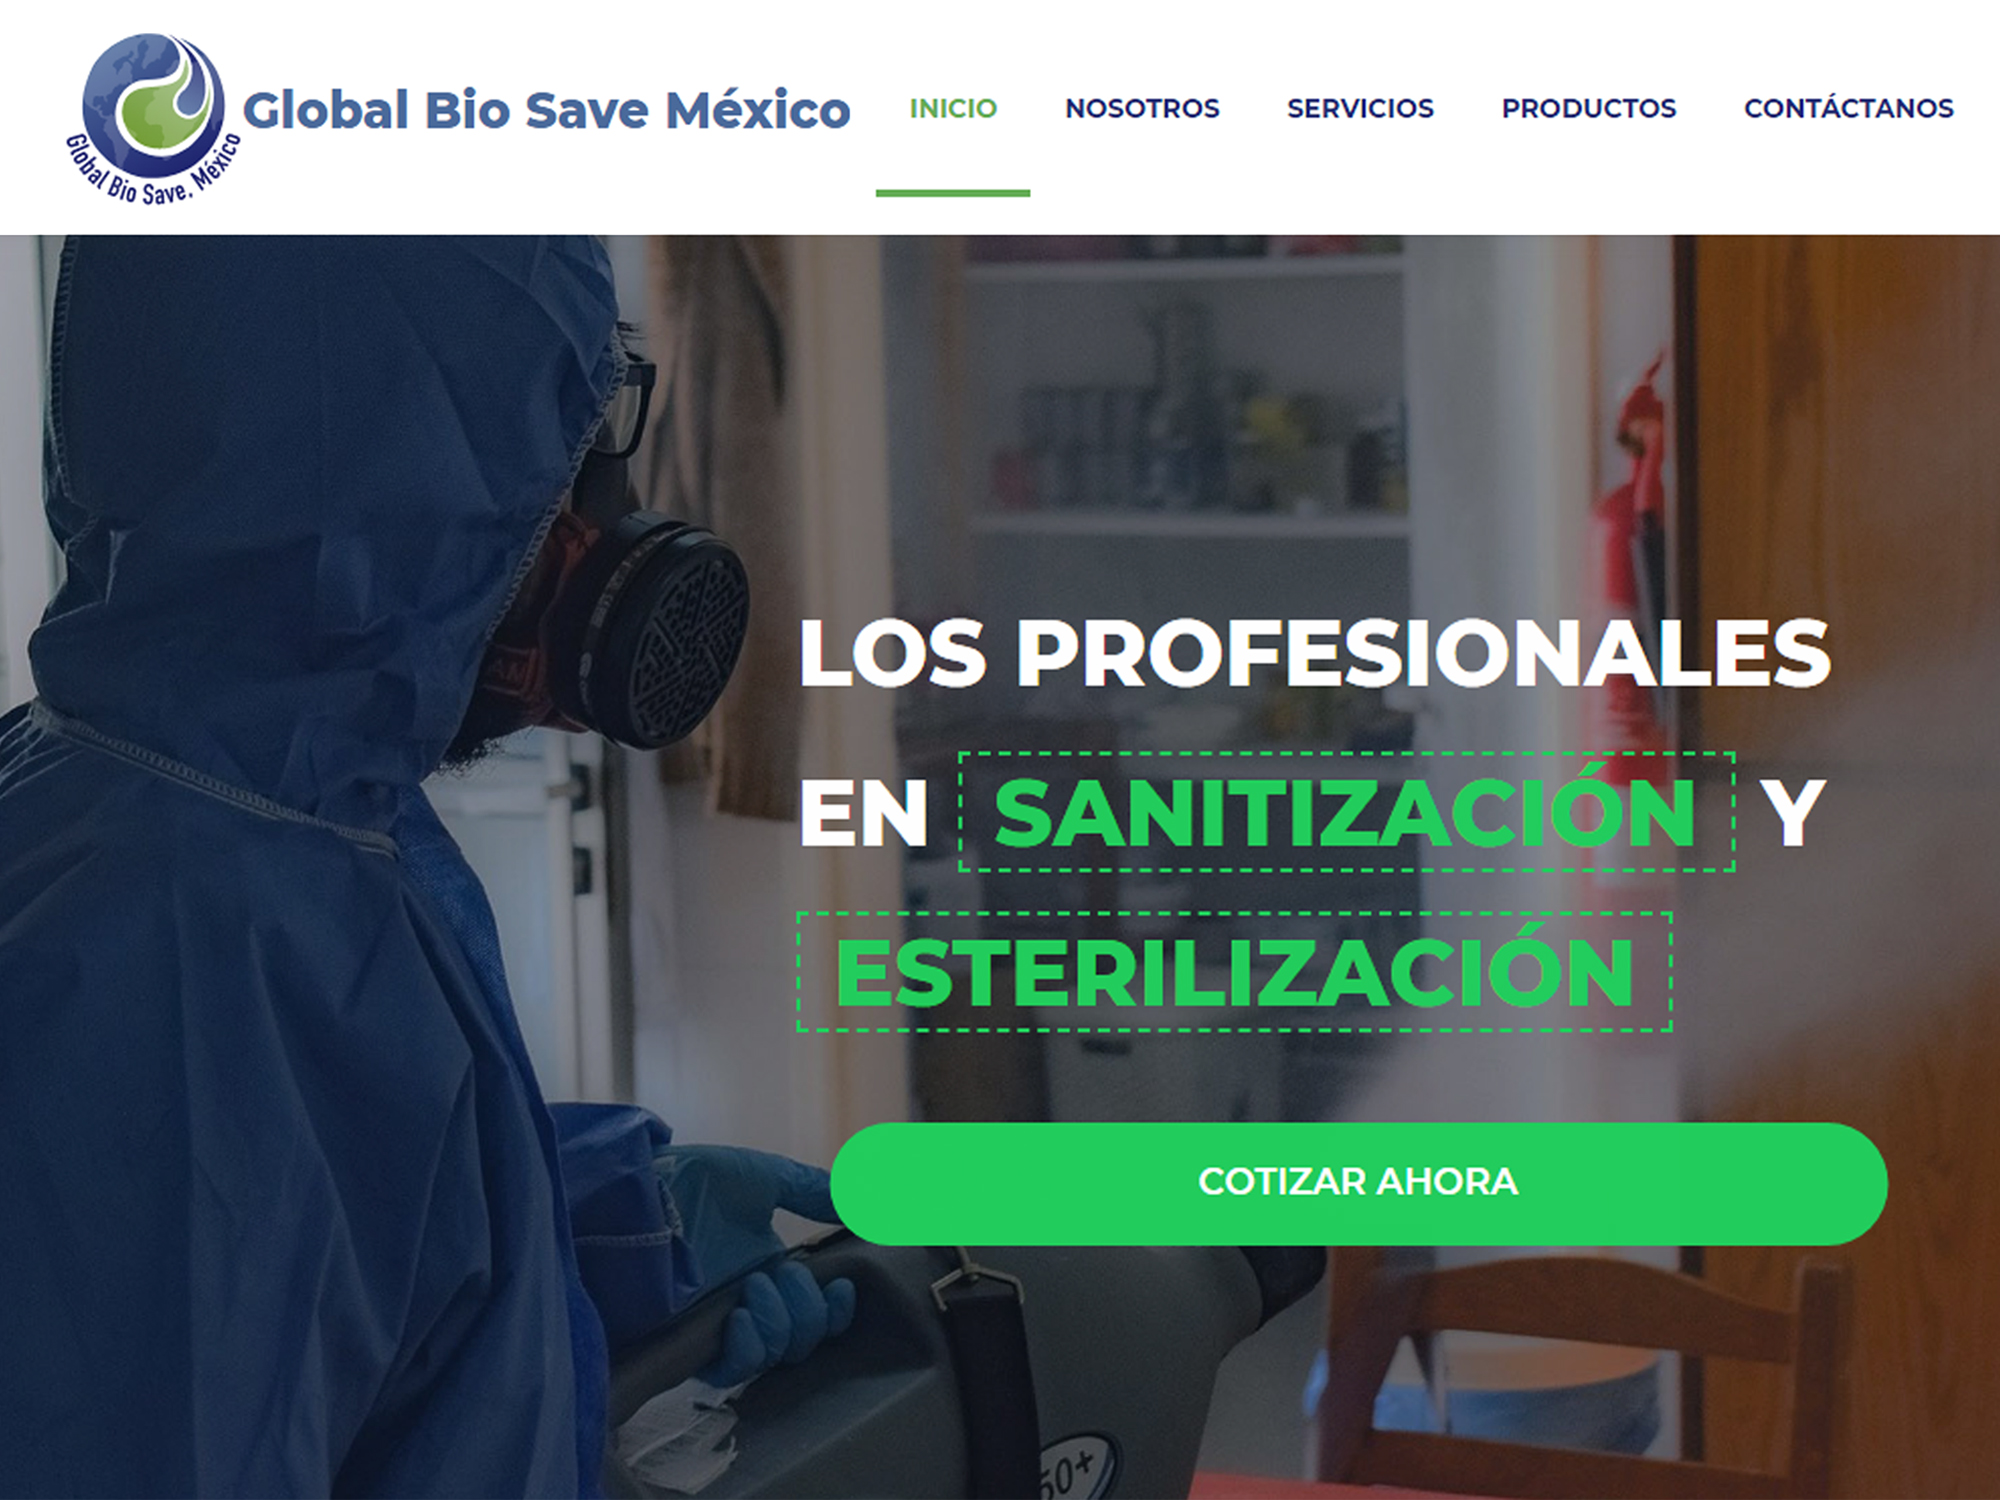 Global Bio Save, México
Global Bio Save México
INICIO NOSOTROS SERVICIOS PRODUCTOS CONTÁCTANOS
LOS PROFESIONALES
EN SANITIZACIÓN Y
ESTERILIZACIÓN
COTIZAR AHORA
50+